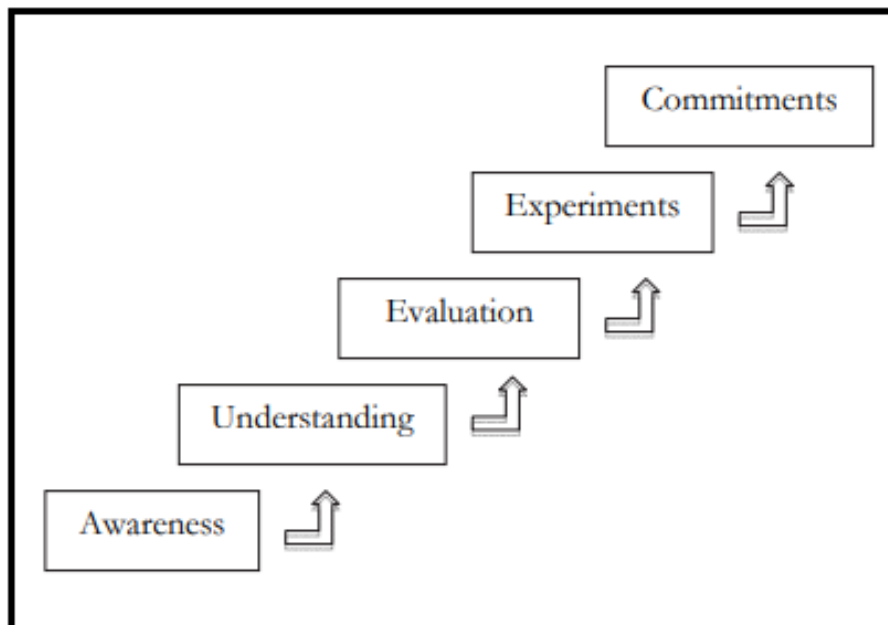 Commitments
Experiments
Evaluation
Understanding
Awareness